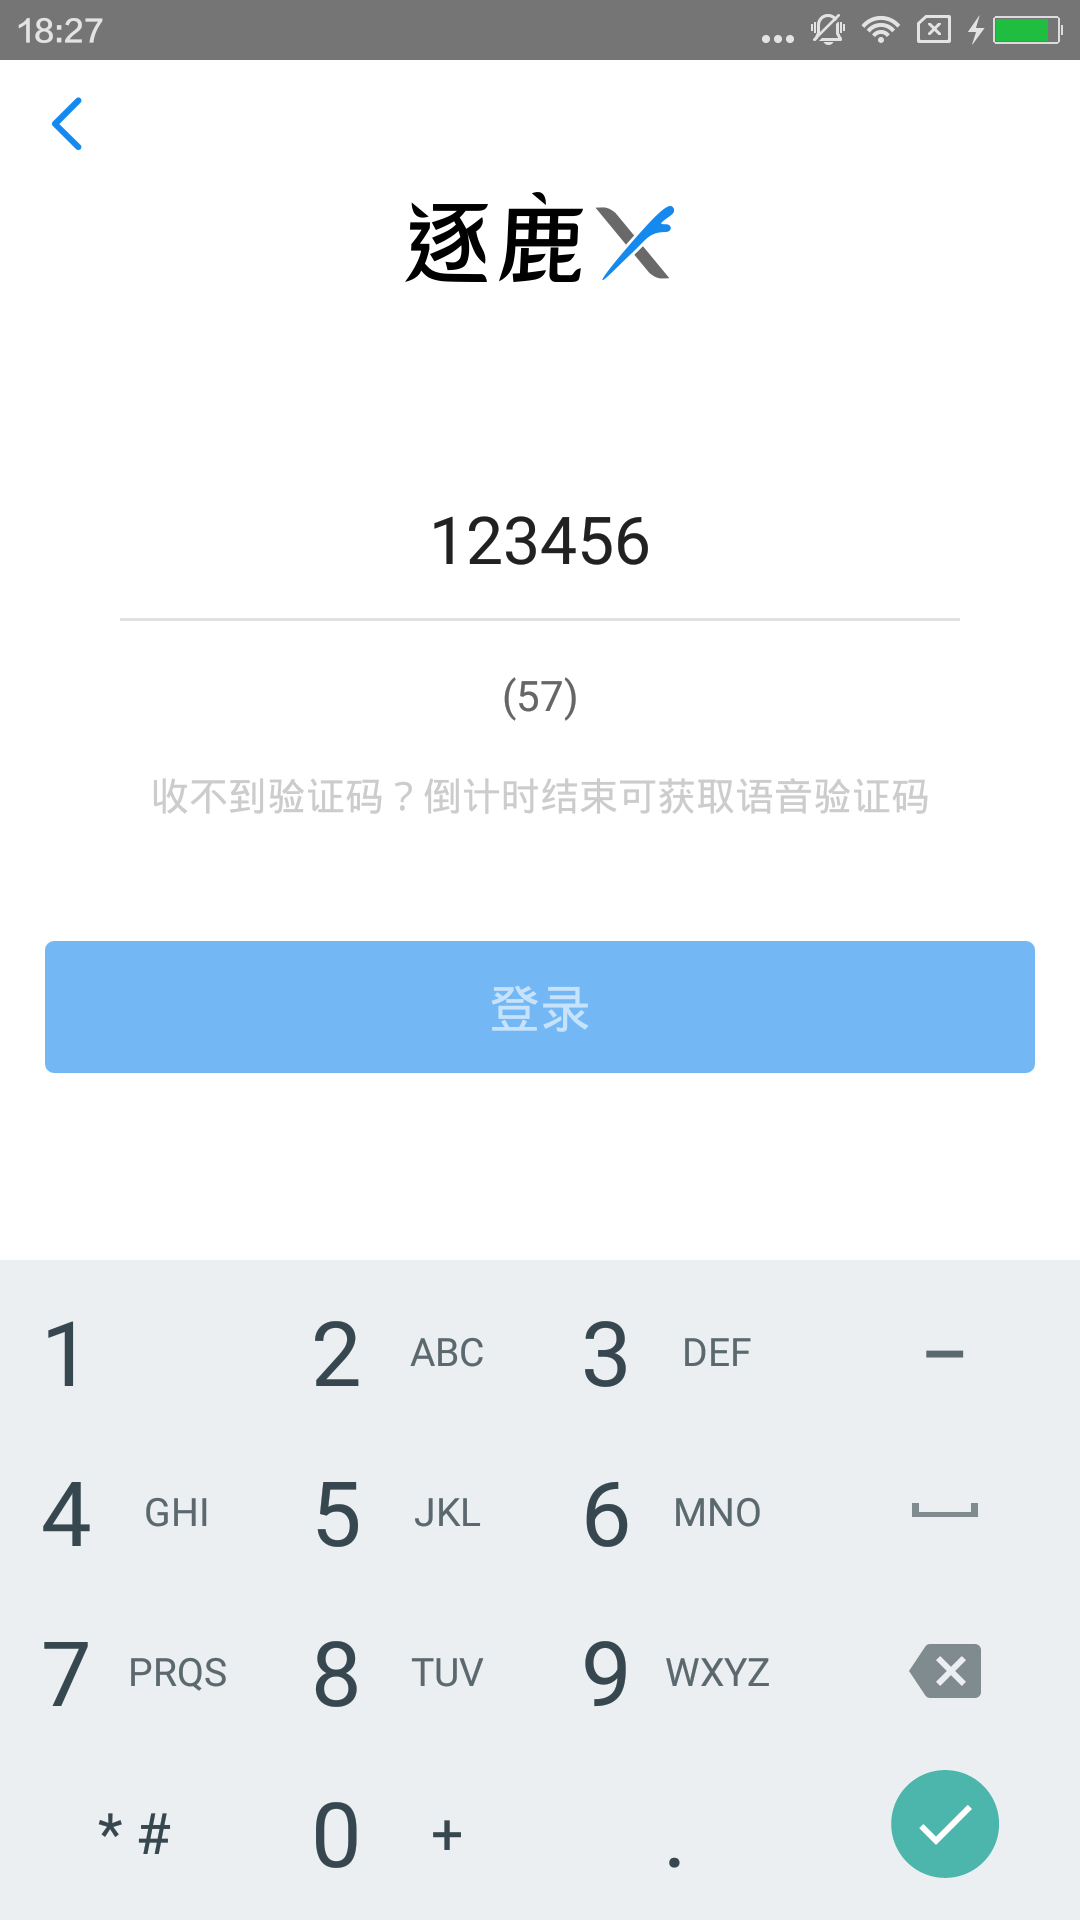 18:27
逐鹿X
123456
(57)
收不到验证码？倒计时结束可获取语音验证码
登录
1 2 ABC 3 DEF –
4 GHI 5 JKL 6 MNO
7 PRQS 8 TUV 9 WXYZ
* # 0 + .